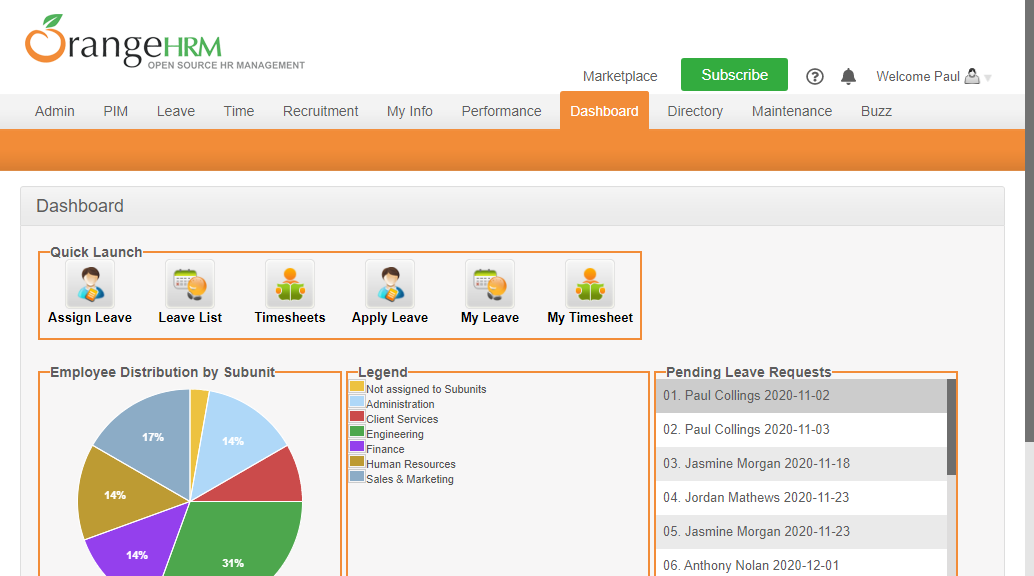 OrangeHRM
OPEN SOURCE HR MANAGEMENT
Marketplace
Subscribe
?
Welcome Paul
Admin PIM Leave Time Recruitment My Info Performance Dashboard Directory Maintenance Buzz
Dashboard
Quick Launch
Assign Leave Leave List Timesheets Apply Leave My Leave My Timesheet
Employee Distribution by Subunit
17%
14%
14%
14%
31%
Legend
Not assigned to Subunits
Administration
Client Services
Engineering
Finance
Human Resources
Sales & Marketing
Pending Leave Requests
01. Paul Collings 2020-11-02
02. Paul Collings 2020-11-03
03. Jasmine Morgan 2020-11-18
04. Jordan Mathews 2020-11-23
05. Jasmine Morgan 2020-11-23
06. Anthony Nolan 2020-12-01